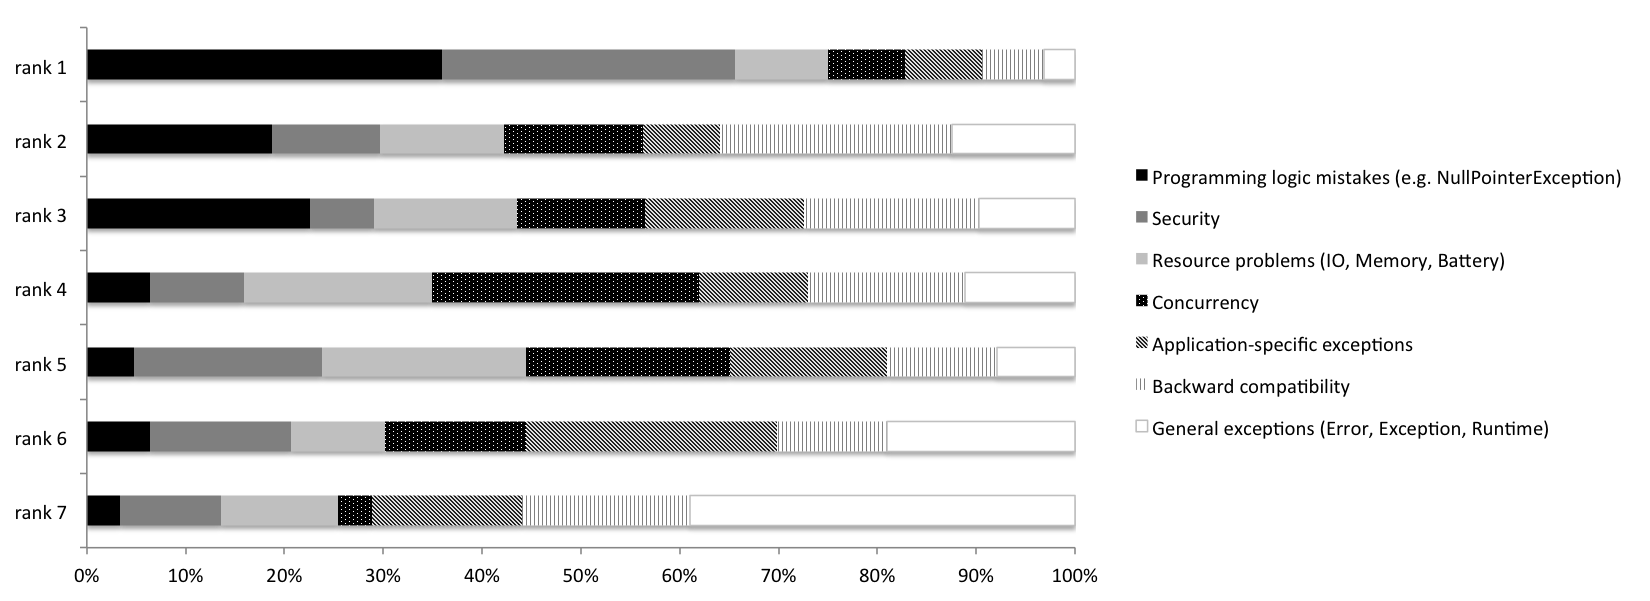 rank 1
rank 2
rank 3
rank 4
rank 5
rank 6
rank 7
0% 10% 20% 30% 40% 50% 60% 70% 80% 90% 100%
Programming logic mistakes (e.g. NullPointerException)
Security
Resource problems (IO, Memory, Battery)
Concurrency
Application-specific exceptions
Backward compatibility
General exceptions (Error, Exception, Runtime)